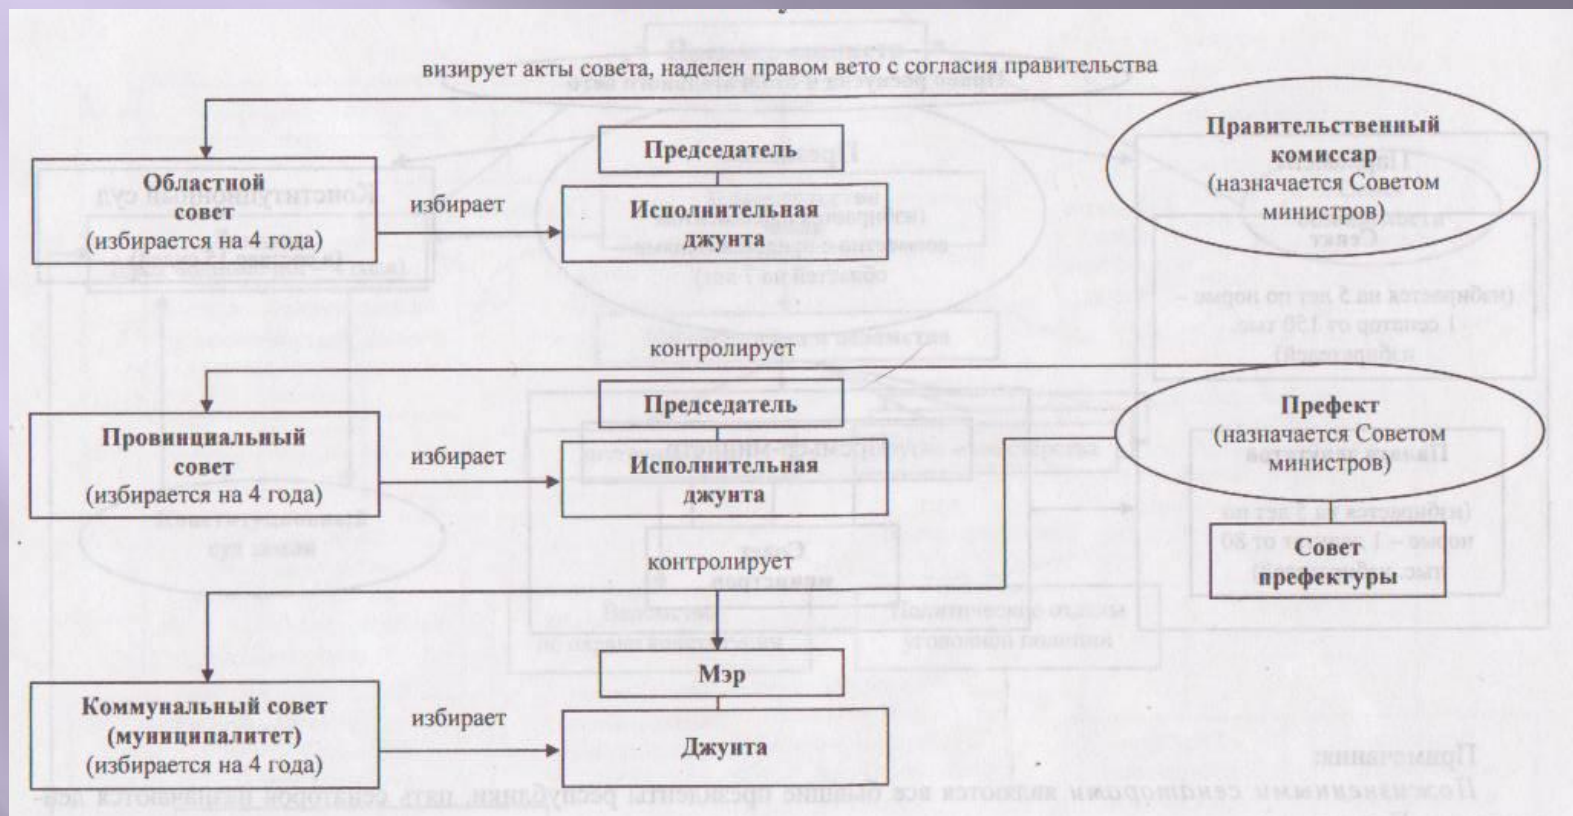 визирует акты совета, наделен правом вето с согласия правительства
Правительственный
комиссар
(назначается Советом
министров)
Председатель
Областной
совет
(избирается на 4 года)
избирает
Исполнительная
джунта
контролирует
Председатель
Префект
(назначается Советом
министров)
Провинциальный
совет
(избирается на 4 года)
избирает
Исполнительная
джунта
Совет
префектуры
контролирует
Мэр
Коммунальный совет
(муниципалитет)
(избирается на 4 года)
избирает
Джунта